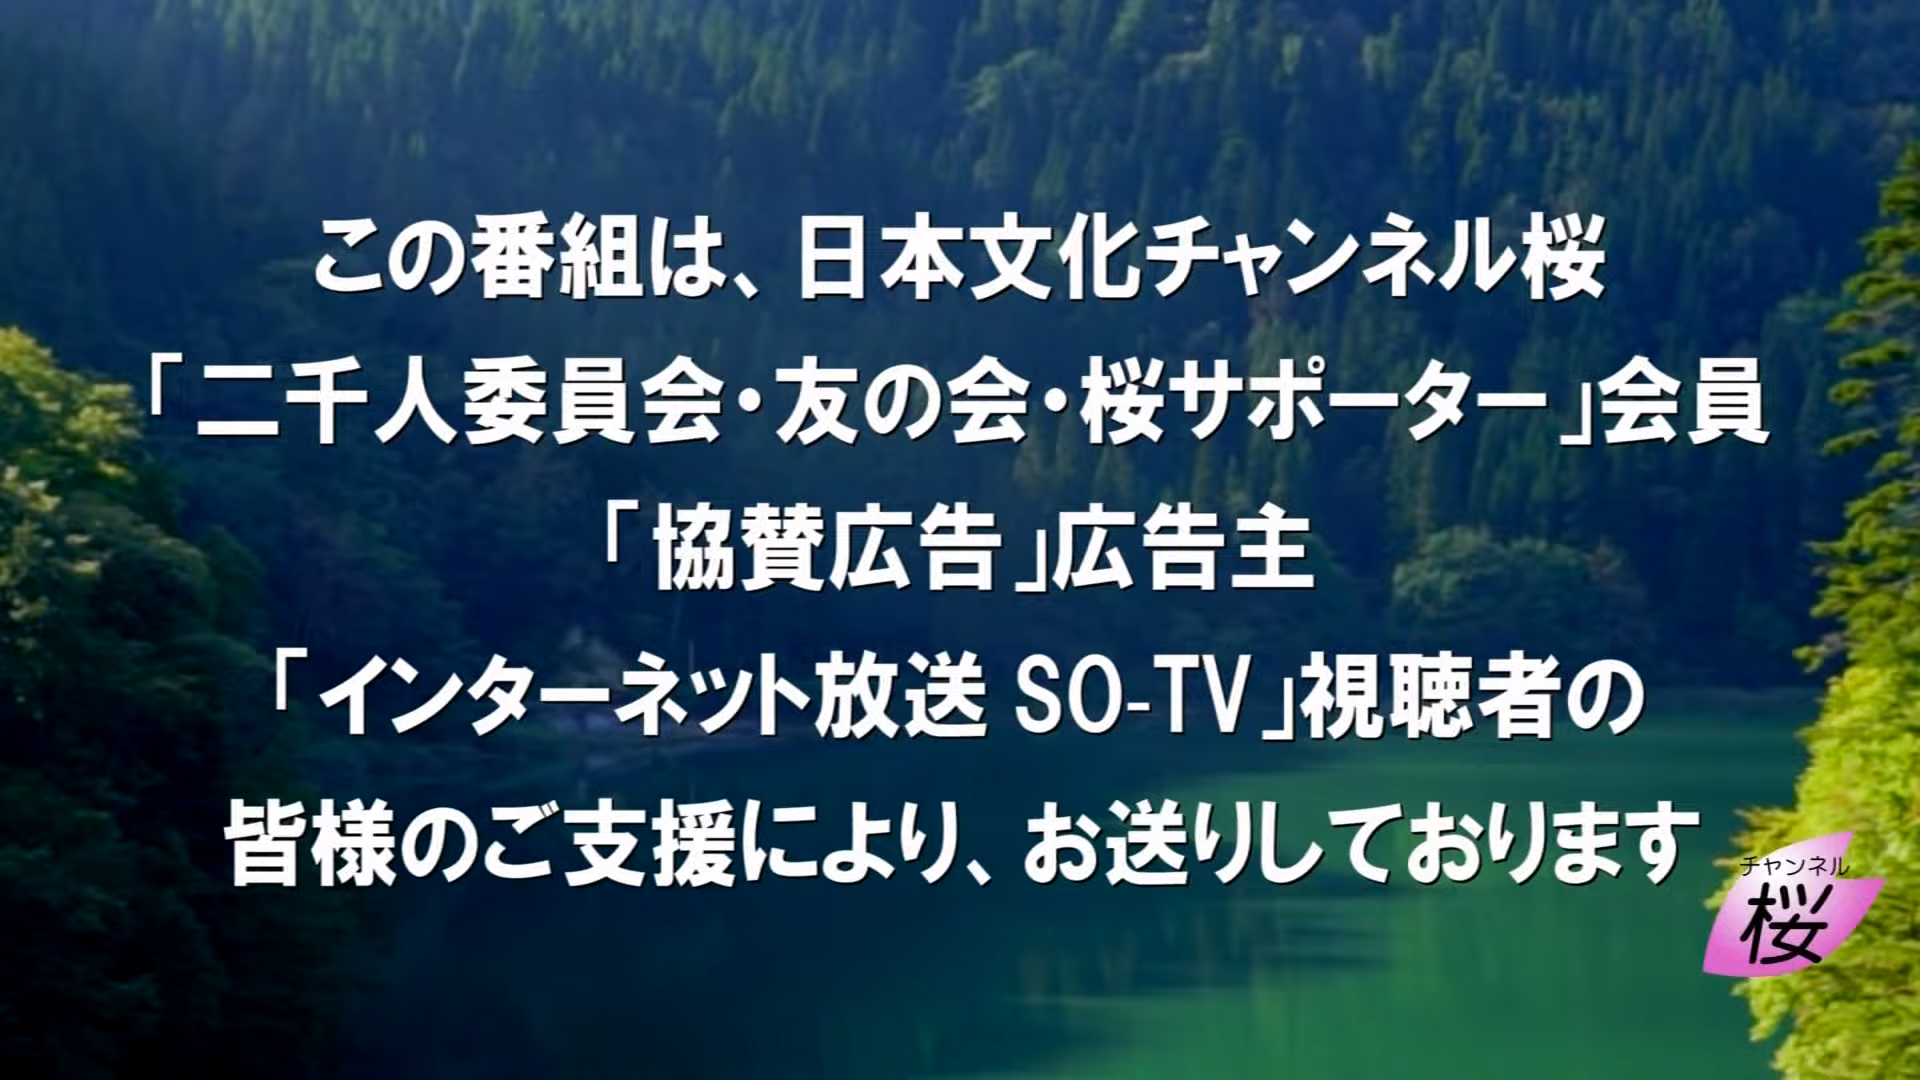 この番組は、日本文化チャンネル桜
「二千人委員会・友の会・桜サポーター」会員
「協賛広告」広告主
「インターネット放送 SO-TV」視聴者の
皆様のご支援により、お送りしております
チャンネル
桜